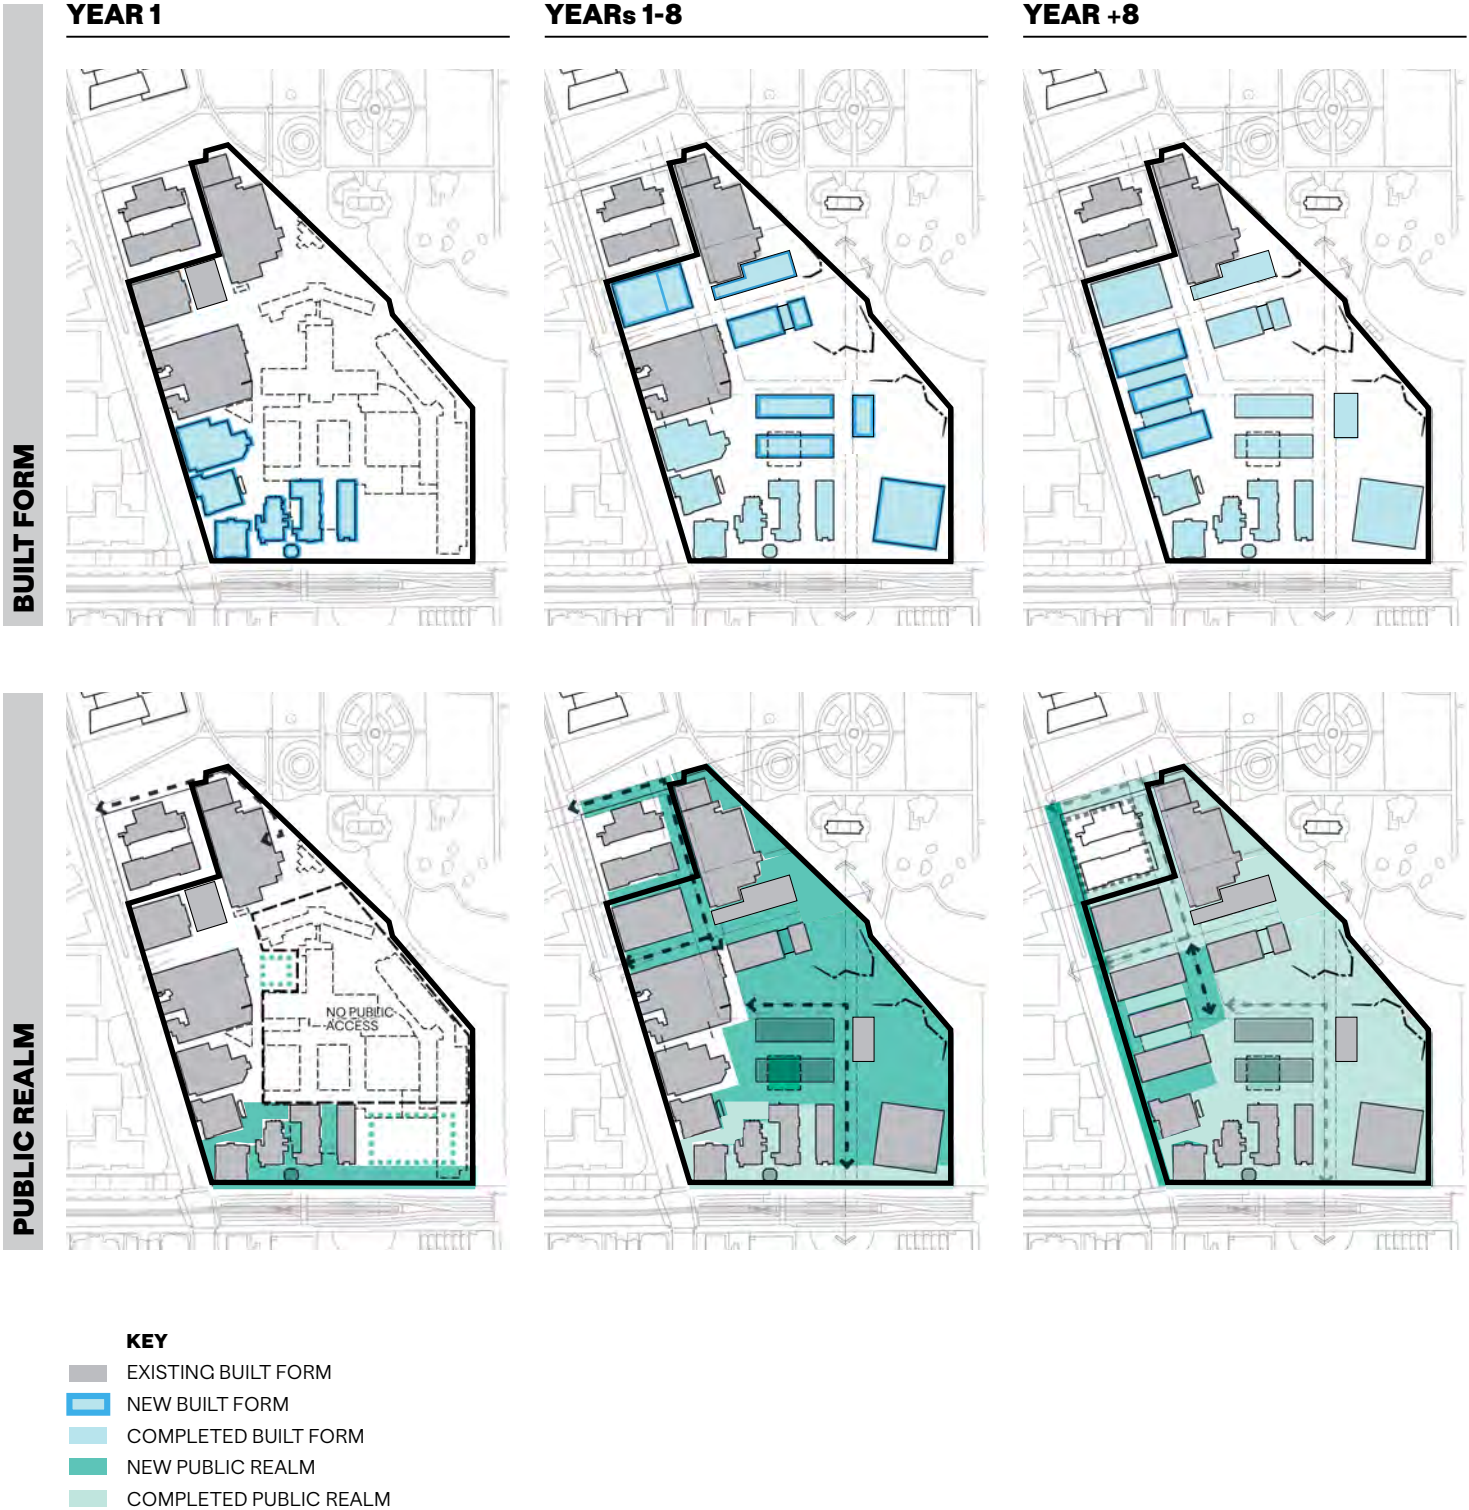 YEAR 1
YEARs 1-8
YEAR +8
BUILT FORM
PUBLIC REALM
NO PUBLIC
ACCESS
KEY
EXISTING BUILT FORM
NEW BUILT FORM
COMPLETED BUILT FORM
NEW PUBLIC REALM
COMPLETED PUBLIC REALM